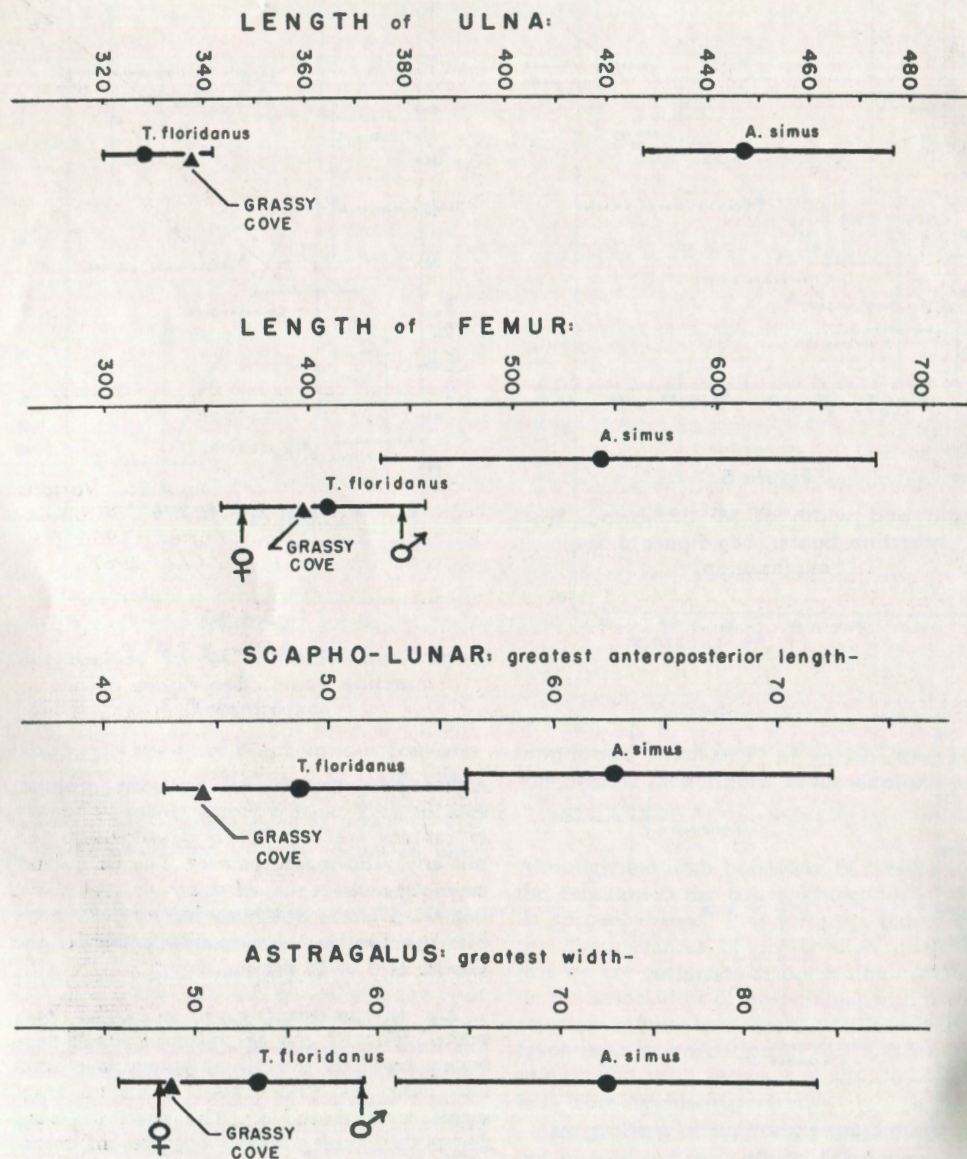 LENGTH of ULNA:
320 340 360 380 400 420 440 460 480
T. floridanus A. simus
GRASSY
COVE
LENGTH of FEMUR:
300 400 500 600 700
A. simus
T. floridanus
♀ GRASSY ♂
COVE
SCAPHO-LUNAR: greatest anteroposterior length-
40 50 60 70
T. floridanus A. simus
GRASSY
COVE
ASTRAGALUS: greatest width-
50 60 70 80
T. floridanus A. simus
♀ GRASSY ♂
COVE